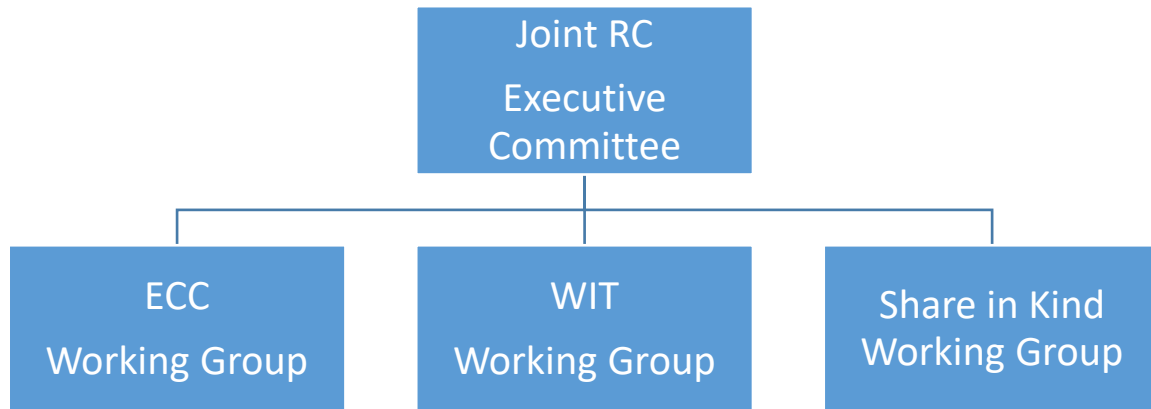 Joint RC
Executive
Committee
ECC
Working Group
WIT
Working Group
Share in Kind
Working Group